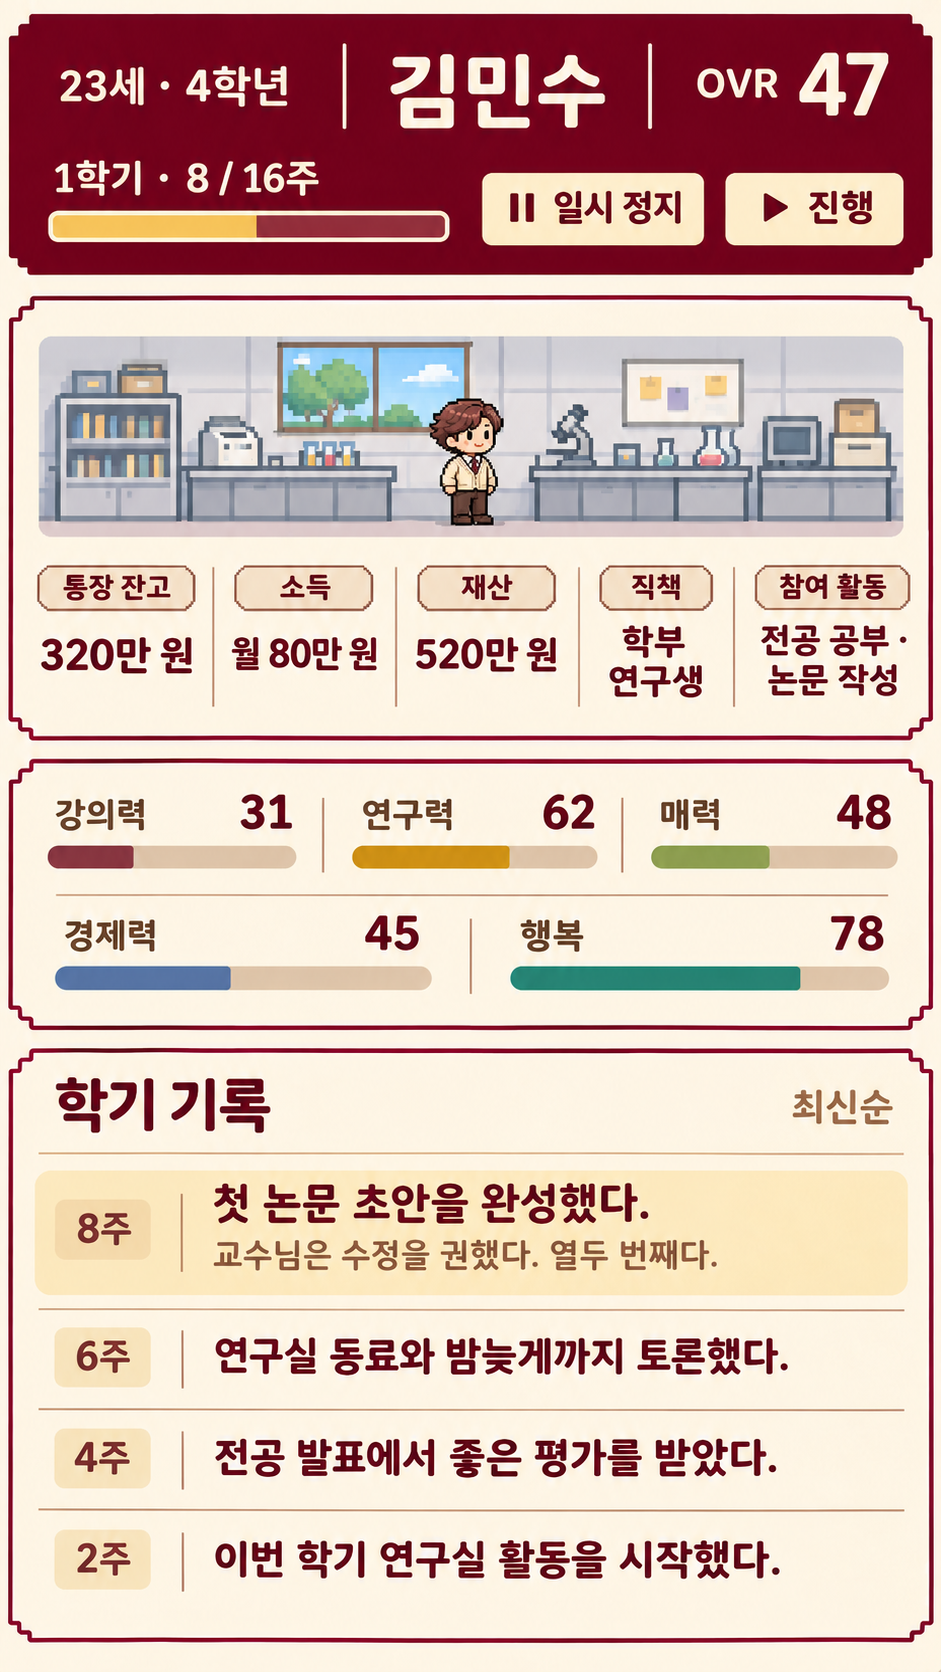 23세 · 4학년
김민수
OVR 47
1학기 · 8 / 16주
일시 정지
진행
통장 잔고
320만 원
소득
월 80만 원
재산
520만 원
직책
학부
연구생
참여 활동
전공 공부 ·
논문 작성
강의력 31
연구력 62
매력 48
경제력 45
행복 78
학기 기록
최신순
8주
첫 논문 초안을 완성했다.
교수님은 수정을 권했다. 열두 번째다.
6주
연구실 동료와 밤늦게까지 토론했다.
4주
전공 발표에서 좋은 평가를 받았다.
2주
이번 학기 연구실 활동을 시작했다.